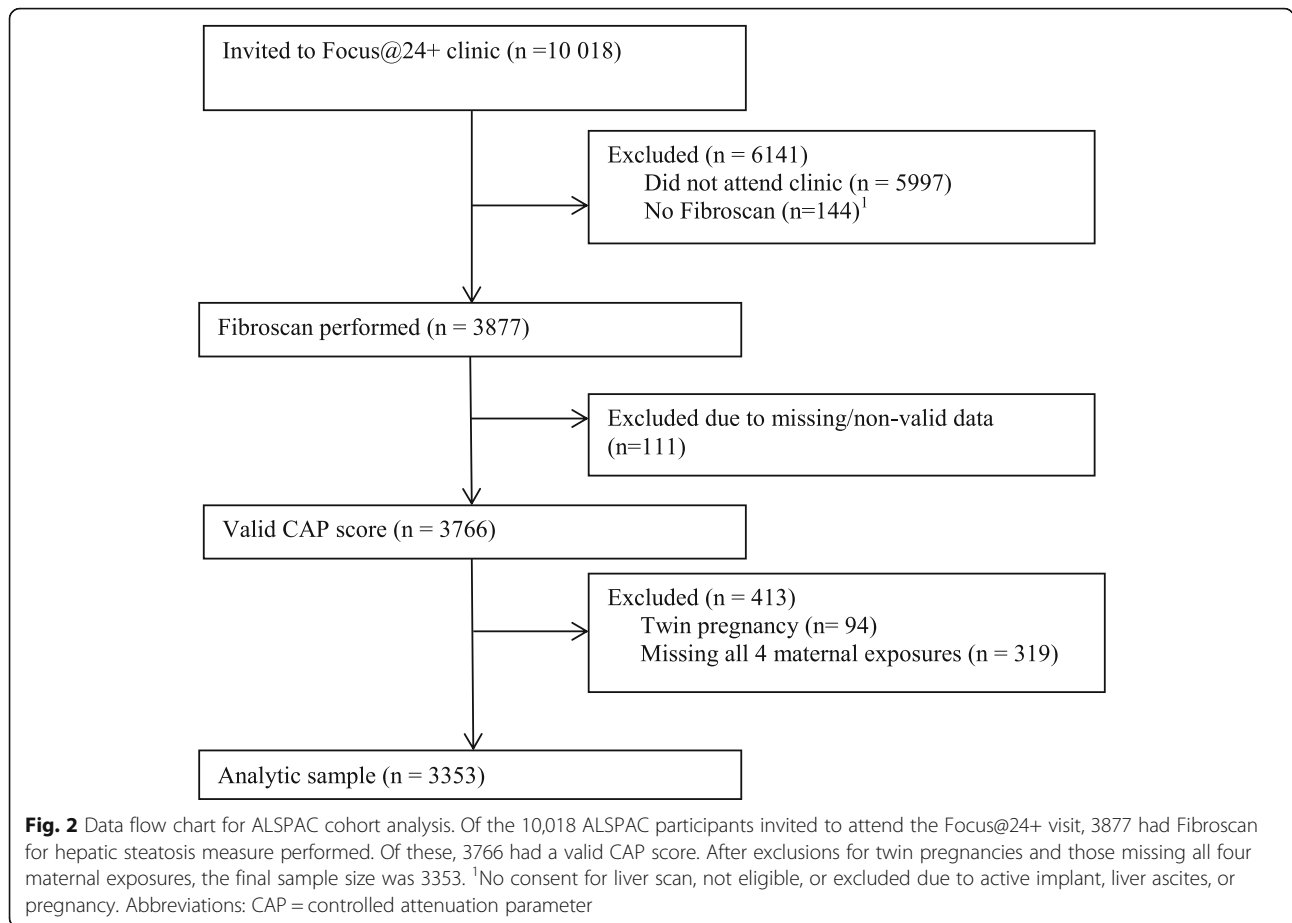 Invited to Focus@24+ clinic (n =10 018)
Excluded (n = 6141)
Did not attend clinic (n = 5997)
No Fibroscan (n=144)1
Fibroscan performed (n = 3877)
Excluded due to missing/non-valid data
(n=111)
Valid CAP score (n = 3766)
Excluded (n = 413)
Twin pregnancy (n= 94)
Missing all 4 maternal exposures (n = 319)
Analytic sample (n = 3353)
Fig. 2 Data flow chart for ALSPAC cohort analysis. Of the 10,018 ALSPAC participants invited to attend the Focus@24+ visit, 3877 had Fibroscan
for hepatic steatosis measure performed. Of these, 3766 had a valid CAP score. After exclusions for twin pregnancies and those missing all four
maternal exposures, the final sample size was 3353. 1No consent for liver scan, not eligible, or excluded due to active implant, liver ascites, or
pregnancy. Abbreviations: CAP = controlled attenuation parameter